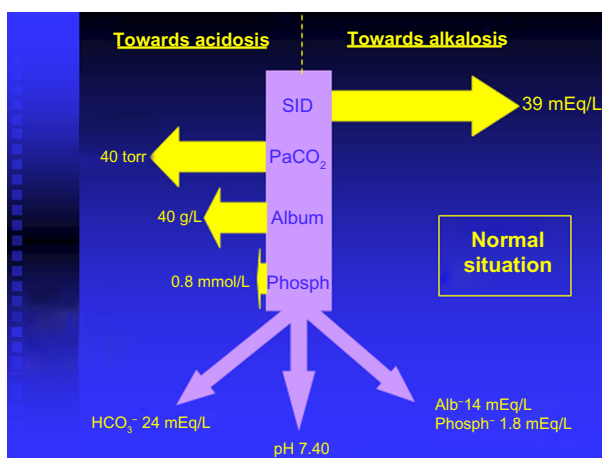 Towards acidosis
Towards alkalosis
SID
39 mEq/L
40 torr
PaCO₂
40 g/L
Album
0.8 mmol/L
Phosph
Normal
situation
HCO₃⁻ 24 mEq/L
pH 7.40
Alb⁻14 mEq/L
Phosph⁻ 1.8 mEq/L